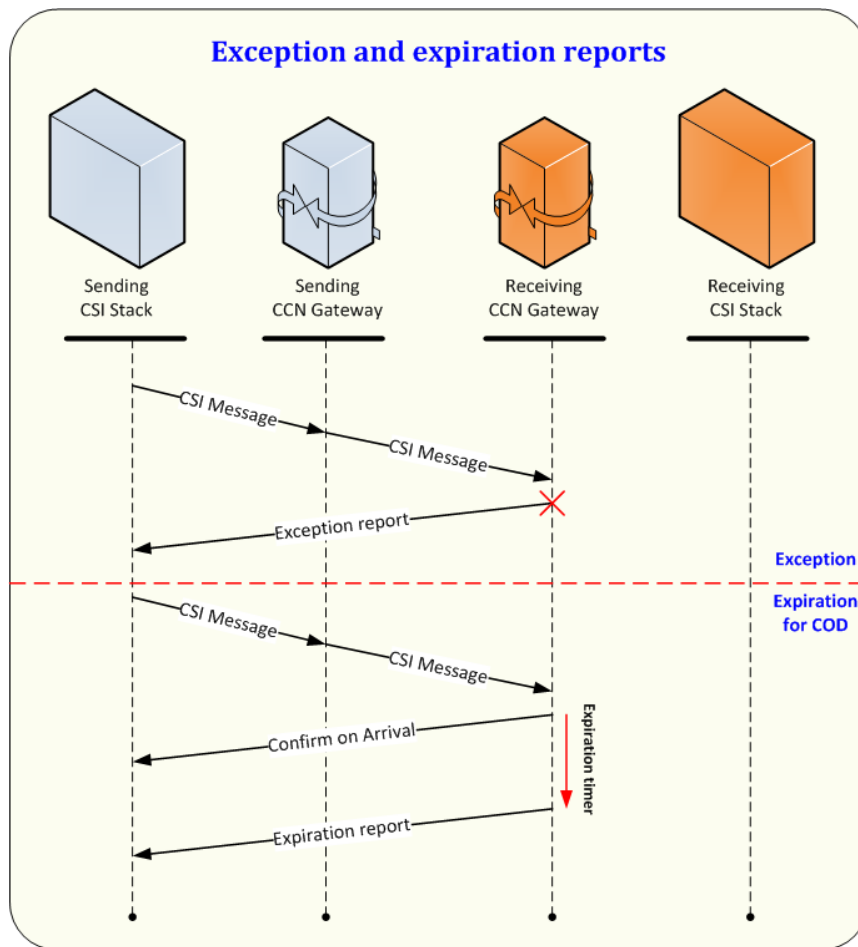 Exception and expiration reports
Sending
CSI Stack
Sending
CCN Gateway
Receiving
CCN Gateway
Receiving
CSI Stack
CSI Message
CSI Message
Exception report
Exception
Expiration
for COD
CSI Message
CSI Message
Confirm on Arrival
Expiration timer
Expiration report